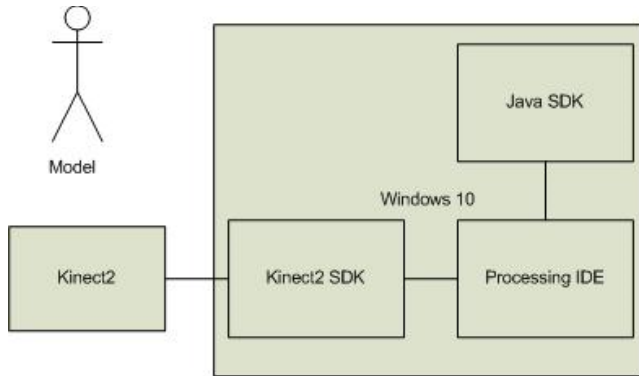 Java SDK
Model
Windows 10
Kinect2
Kinect2 SDK
Processing IDE